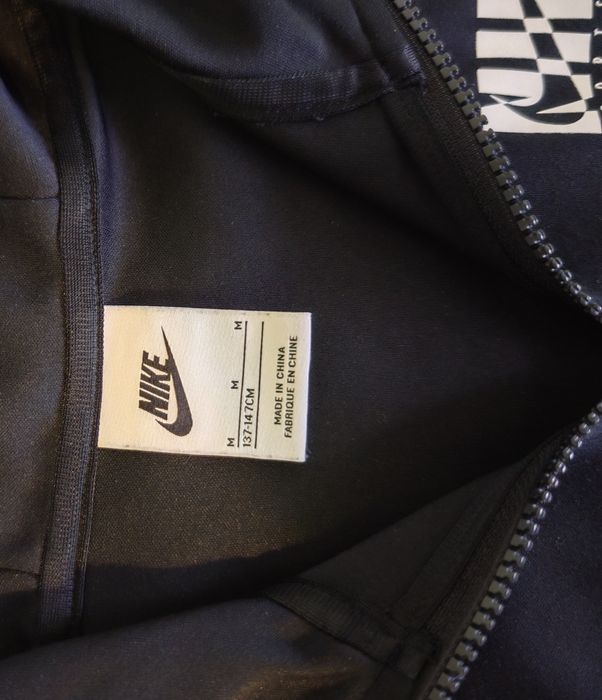 NIKE
M M M
137-147CM
MADE IN CHINA
FABRIQUE EN CHINE